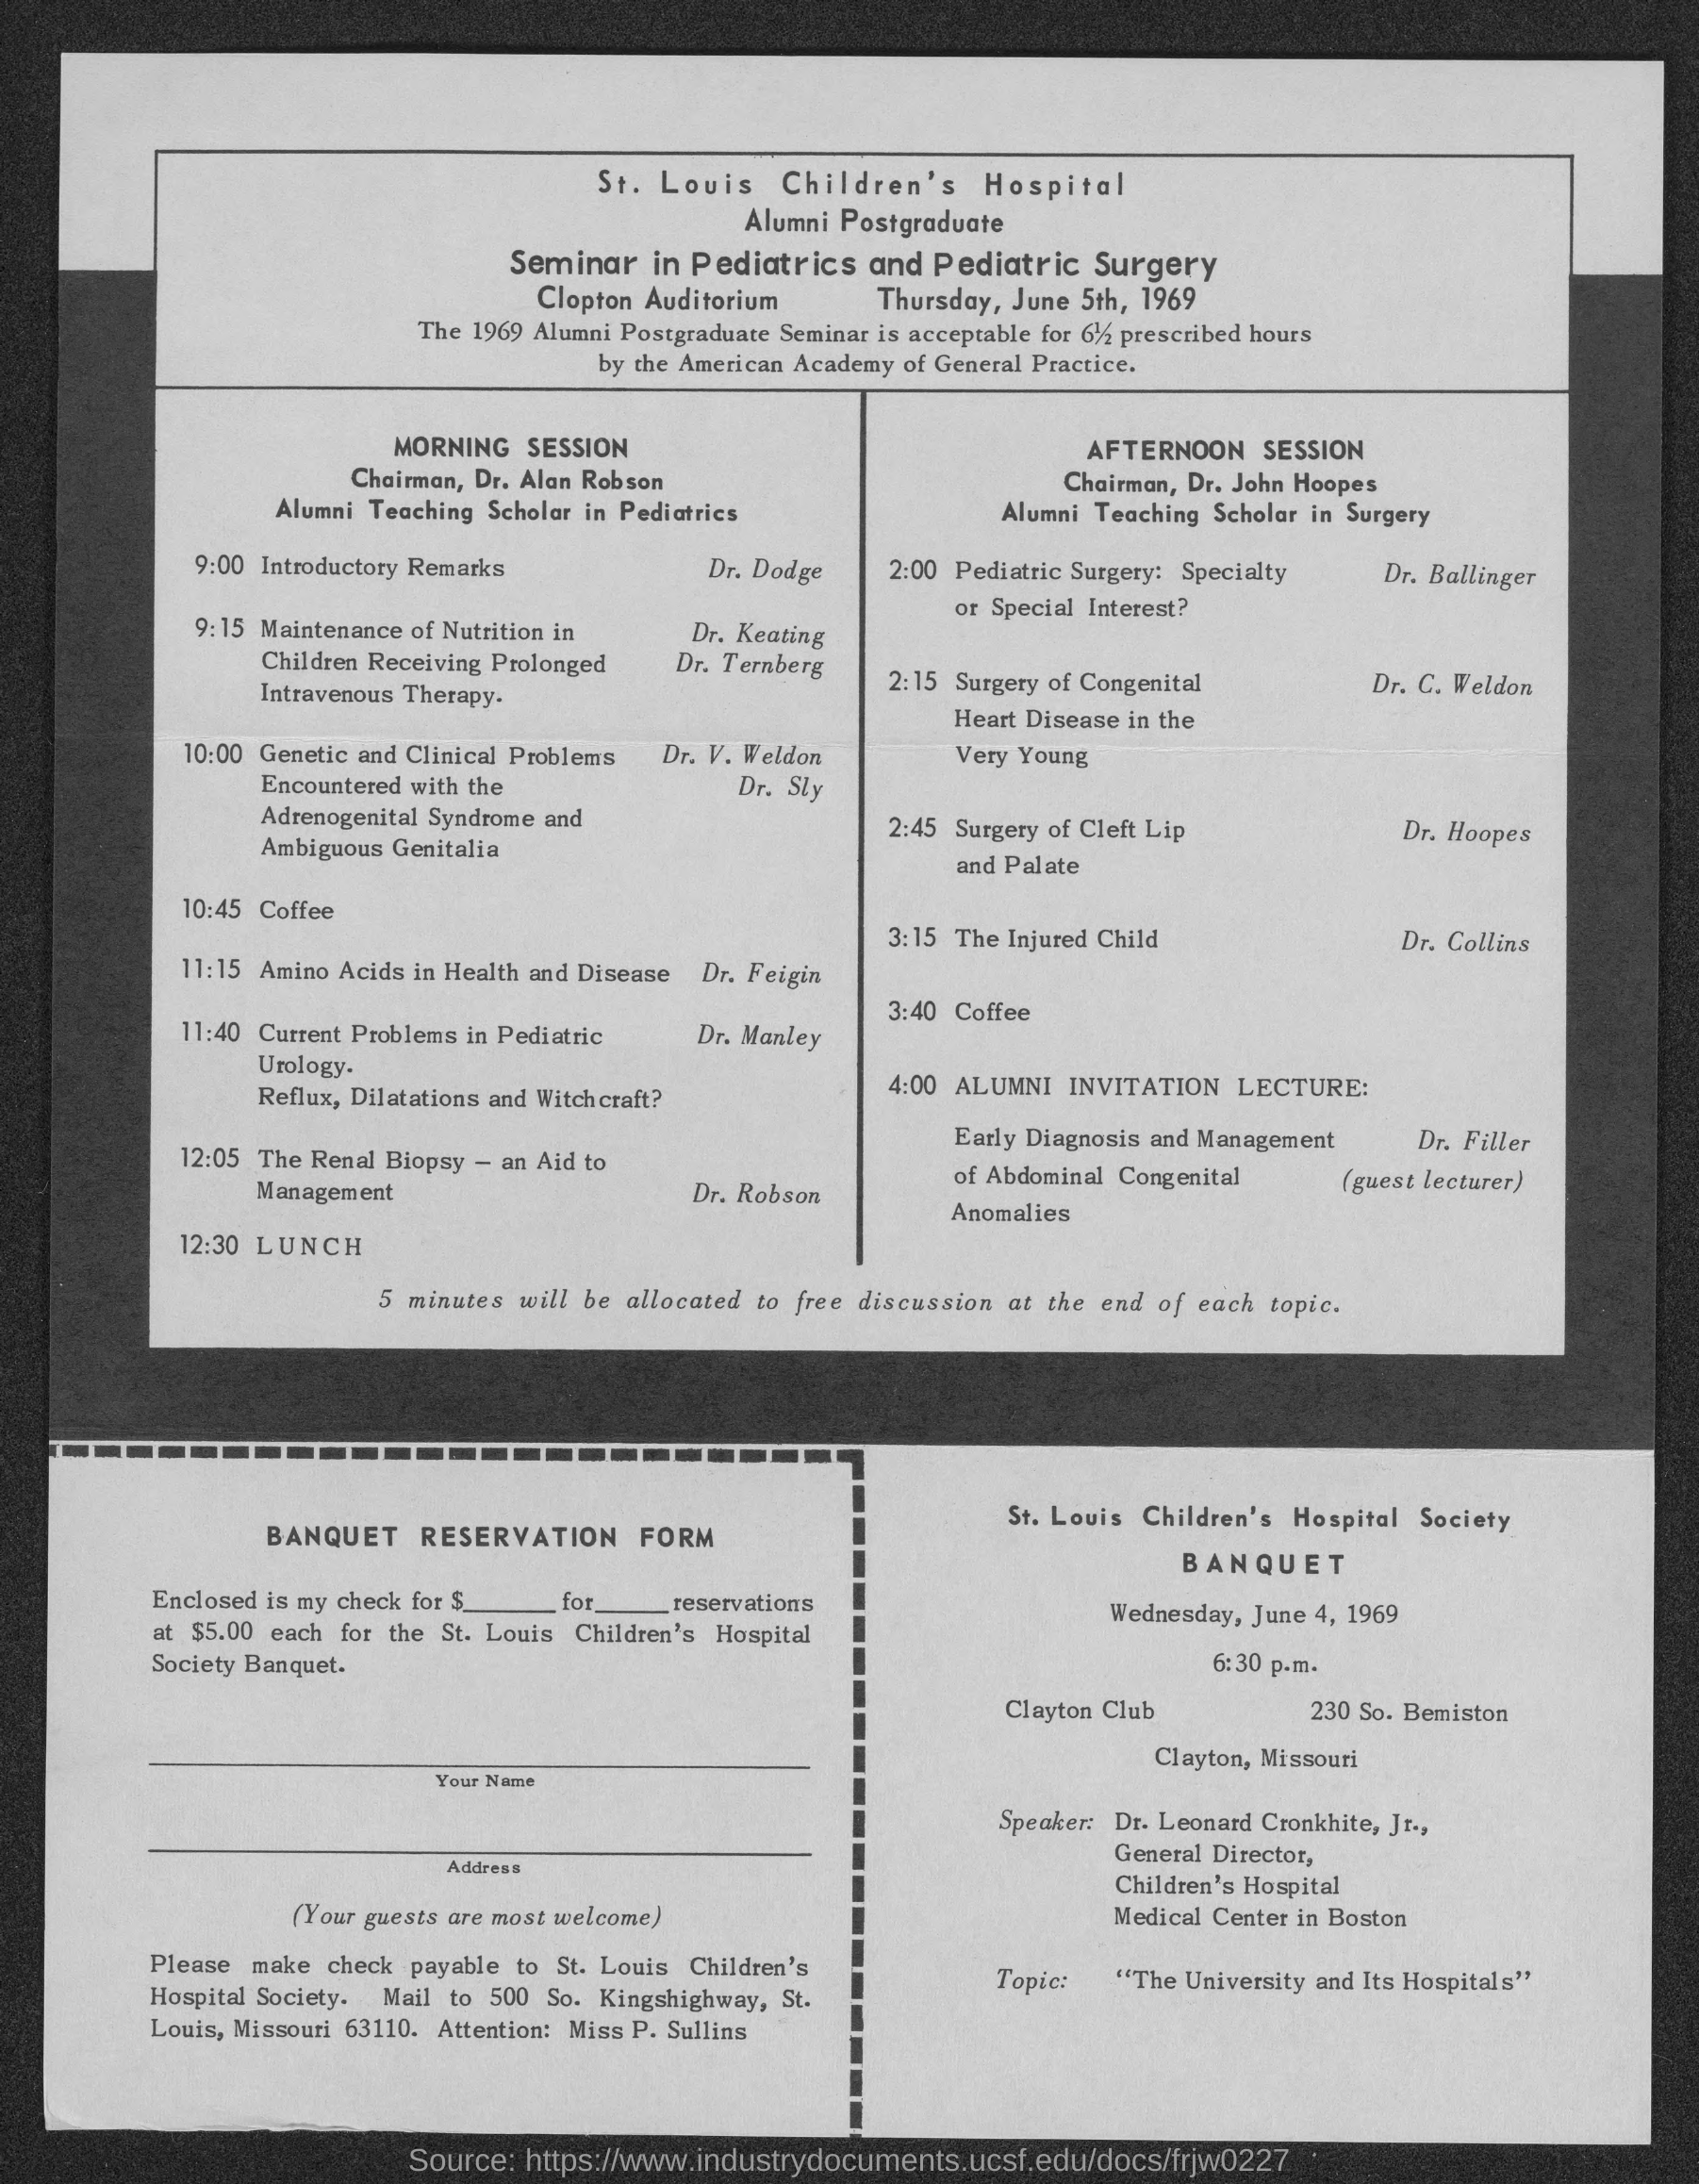 St. Louis Children's Hospital
Alumni Postgraduate
Seminar in Pediatrics and Pediatric Surgery
Clopton Auditorium Thursday, June 5th, 1969
The 1969 Alumni Postgraduate Seminar is acceptable for 6½ prescribed hours
by the American Academy of General Practice.
MORNING SESSION
Chairman, Dr. Alan Robson
Alumni Teaching Scholar in Pediatrics
9:00 Introductory Remarks Dr. Dodge
9:15 Maintenance of Nutrition in Dr. Keating
Children Receiving Prolonged Dr. Ternberg
Intravenous Therapy.
10:00 Genetic and Clinical Problems Dr. V. Weldon
Encountered with the Dr. Sly
Adrenogenital Syndrome and
Ambiguous Genitalia
10:45 Coffee
11:15 Amino Acids in Health and Disease Dr. Feigin
11:40 Current Problems in Pediatric Dr. Manley
Urology.
Reflux, Dilatations and Witchcraft?
12:05 The Renal Biopsy – an Aid to
Management Dr. Robson
12:30 LUNCH
AFTERNOON SESSION
Chairman, Dr. John Hoopes
Alumni Teaching Scholar in Surgery
2:00 Pediatric Surgery: Specialty Dr. Ballinger
or Special Interest?
2:15 Surgery of Congenital Dr. C. Weldon
Heart Disease in the
Very Young
2:45 Surgery of Cleft Lip Dr. Hoopes
and Palate
3:15 The Injured Child Dr. Collins
3:40 Coffee
4:00 ALUMNI INVITATION LECTURE:
Early Diagnosis and Management Dr. Filler
of Abdominal Congenital (guest lecturer)
Anomalies
5 minutes will be allocated to free discussion at the end of each topic.
BANQUET RESERVATION FORM
Enclosed is my check for $______ for_____ reservations
at $5.00 each for the St. Louis Children's Hospital
Society Banquet.
Your Name
Address
(Your guests are most welcome)
Please make check payable to St. Louis Children's
Hospital Society. Mail to 500 So. Kingshighway, St.
Louis, Missouri 63110. Attention: Miss P. Sullins
St. Louis Children's Hospital Society
BANQUET
Wednesday, June 4, 1969
6:30 p.m.
Clayton Club 230 So. Bemiston
Clayton, Missouri
Speaker: Dr. Leonard Cronkhite, Jr.,
General Director,
Children's Hospital
Medical Center in Boston
Topic: "The University and Its Hospitals"
Source: https://www.industrydocuments.ucsf.edu/docs/frjw0227